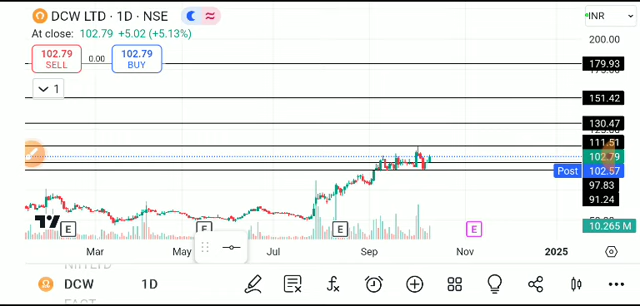 DCW LTD · 1D · NSE
INR
At close: 102.79 +5.02 (+5.13%)
200.00
102.79
SELL
0.00
102.79
BUY
179.93
1
151.42
130.47
111.51
102.79
Post 102.57
97.83
91.24
10.265 M
E E E E
Mar May Jul Sep Nov 2025
DCW 1D